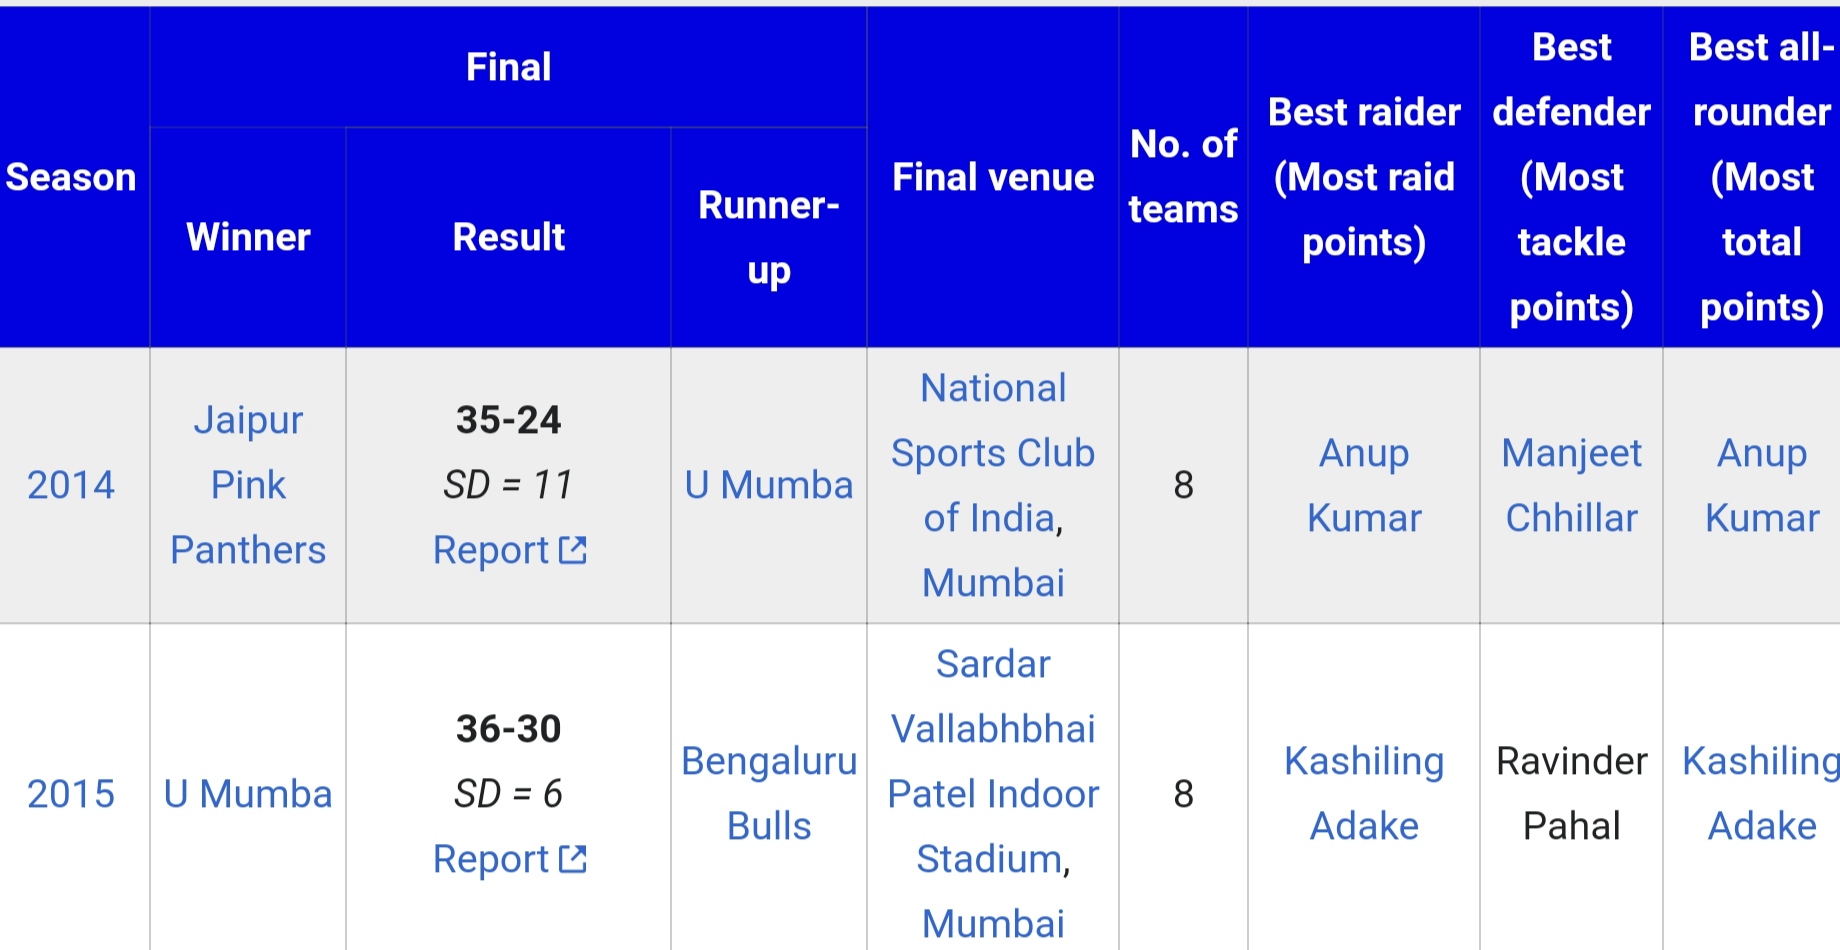 Season
Final
Winner
Result
Runner-
up
Final venue
No. of
teams
Best raider
(Most raid
points)
Best
defender
(Most
tackle
points)
Best all-
rounder
(Most
total
points)
2014
Jaipur
Pink
Panthers
35-24
SD = 11
Report
U Mumba
National
Sports Club
of India,
Mumbai
8
Anup
Kumar
Manjeet
Chhillar
Anup
Kumar
2015
U Mumba
36-30
SD = 6
Report
Bengaluru
Bulls
Sardar
Vallabhbhai
Patel Indoor
Stadium,
Mumbai
8
Kashiling
Adake
Ravinder
Pahal
Kashiling
Adake